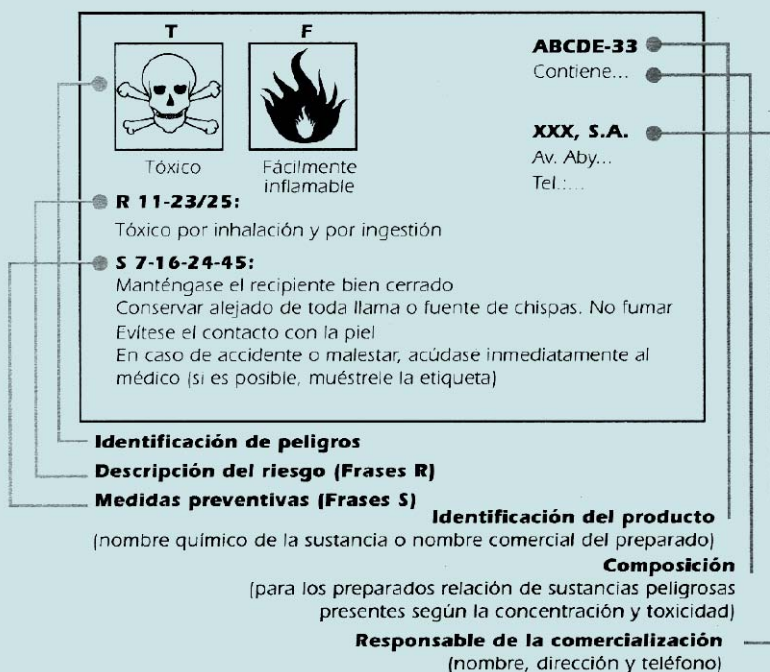 T F
ABCDE-33
Contiene...
XXX, S.A.
Av. Aby...
Tel.:...
Tóxico
Fácilmente
inflamable
R 11-23/25:
Tóxico por inhalación y por ingestión
S 7-16-24-45:
Manténgase el recipiente bien cerrado
Conservar alejado de toda llama o fuente de chispas. No fumar
Evítese el contacto con la piel
En caso de accidente o malestar, acúdase inmediatamente al
médico (si es posible, muéstrele la etiqueta)
Identificación de peligros
Descripción del riesgo (Frases R)
Medidas preventivas (Frases S)
Identificación del producto
(nombre químico de la sustancia o nombre comercial del preparado)
Composición
(para los preparados relación de sustancias peligrosas
presentes según la concentración y toxicidad)
Responsable de la comercialización
(nombre, dirección y teléfono)